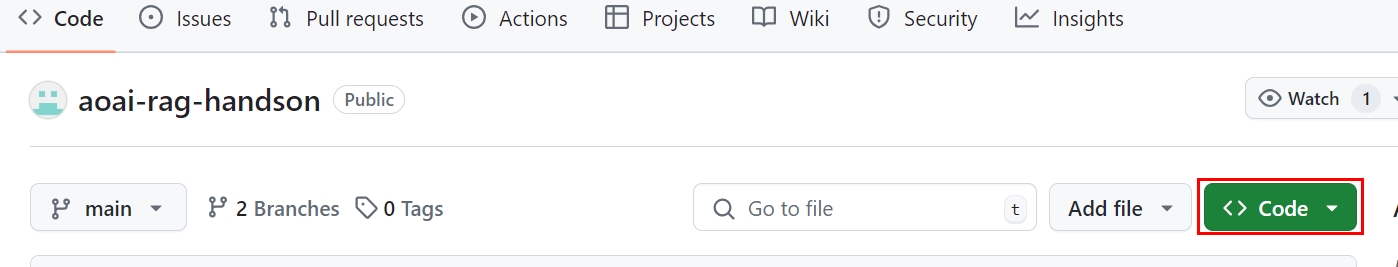 Code Issues Pull requests Actions Projects Wiki Security Insights
aoai-rag-handson Public Watch 1
main 2 Branches 0 Tags Go to file t Add file Code